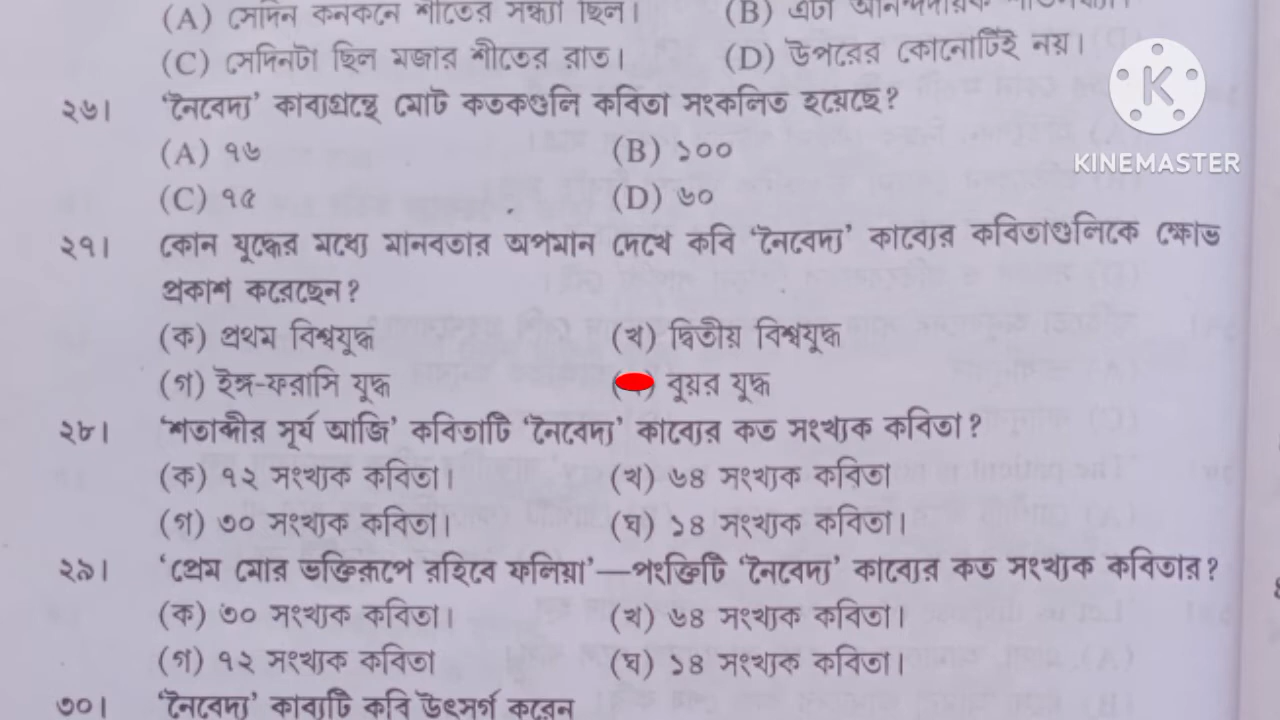 (A) সেদিন কনকনে শীতের সন্ধ্যা ছিল। (B) এটা আনন্দদায়ক
(C) সেদিনটা ছিল মজার শীতের রাত। (D) উপরের কোনোটিই নয়।
K
KINEMASTER
২৬। 'নৈবেদ্য' কাব্যগ্রন্থে মোট কতকগুলি কবিতা সংকলিত হয়েছে?
(A) ৭৬ (B) ১০০
(C) ৭৫ (D) ৬০
২৭। কোন যুদ্ধের মধ্যে মানবতার অপমান দেখে কবি 'নৈবেদ্য' কাব্যের কবিতাগুলিকে ক্ষোভ
প্রকাশ করেছেন?
(ক) প্রথম বিশ্বযুদ্ধ (খ) দ্বিতীয় বিশ্বযুদ্ধ
(গ) ইঙ্গ-ফরাসি যুদ্ধ ( ) বুয়র যুদ্ধ
২৮। 'শতাব্দীর সূর্য আজি' কবিতাটি 'নৈবেদ্য' কাব্যের কত সংখ্যক কবিতা?
(ক) ৭২ সংখ্যক কবিতা। (খ) ৬৪ সংখ্যক কবিতা
(গ) ৩০ সংখ্যক কবিতা। (ঘ) ১৪ সংখ্যক কবিতা।
২৯। 'প্রেম মোর ভক্তিরূপে রহিবে ফলিয়া'—পংক্তিটি 'নৈবেদ্য' কাব্যের কত সংখ্যক কবিতার?
(ক) ৩০ সংখ্যক কবিতা। (খ) ৬৪ সংখ্যক কবিতা।
(গ) ৭২ সংখ্যক কবিতা (ঘ) ১৪ সংখ্যক কবিতা।
৩০। 'নৈবেদ্য' কাব্যটি কবি উৎসর্গ করেন